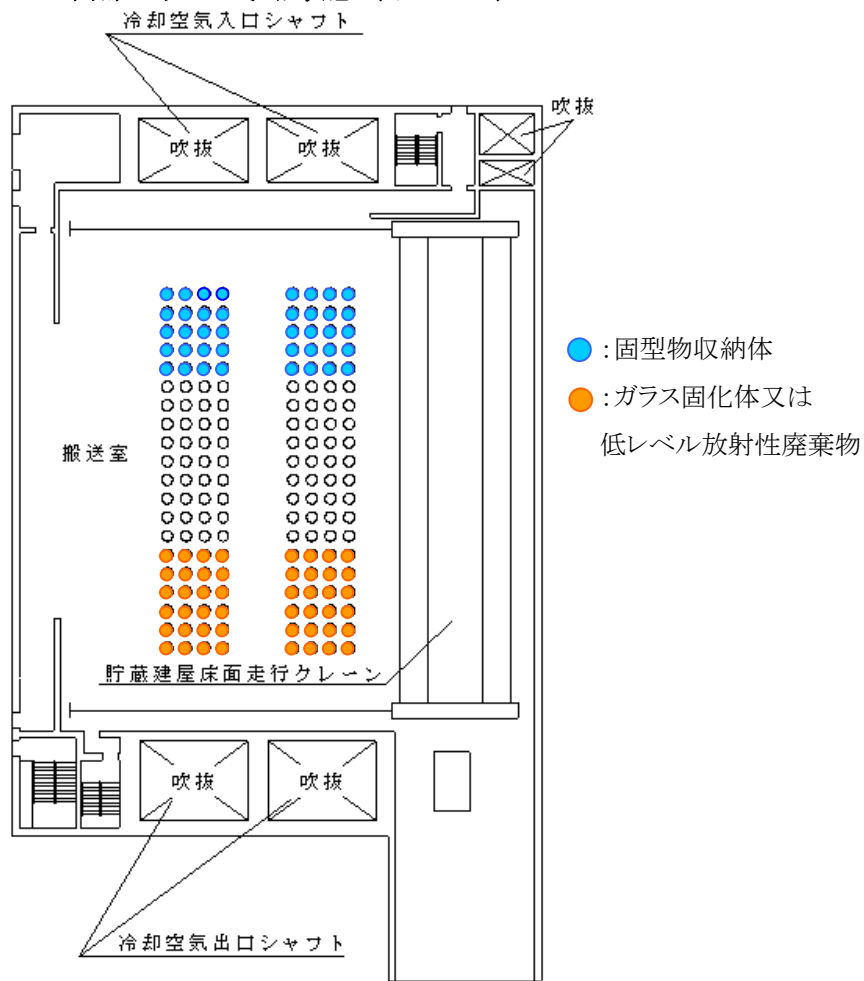 冷却空気入口シャフト
吹抜
吹抜
吹抜
:固型物収納体
:ガラス固化体又は
低レベル放射性廃棄物
搬送室
貯蔵建屋床面走行クレーン
吹抜
吹抜
冷却空気出口シャフト